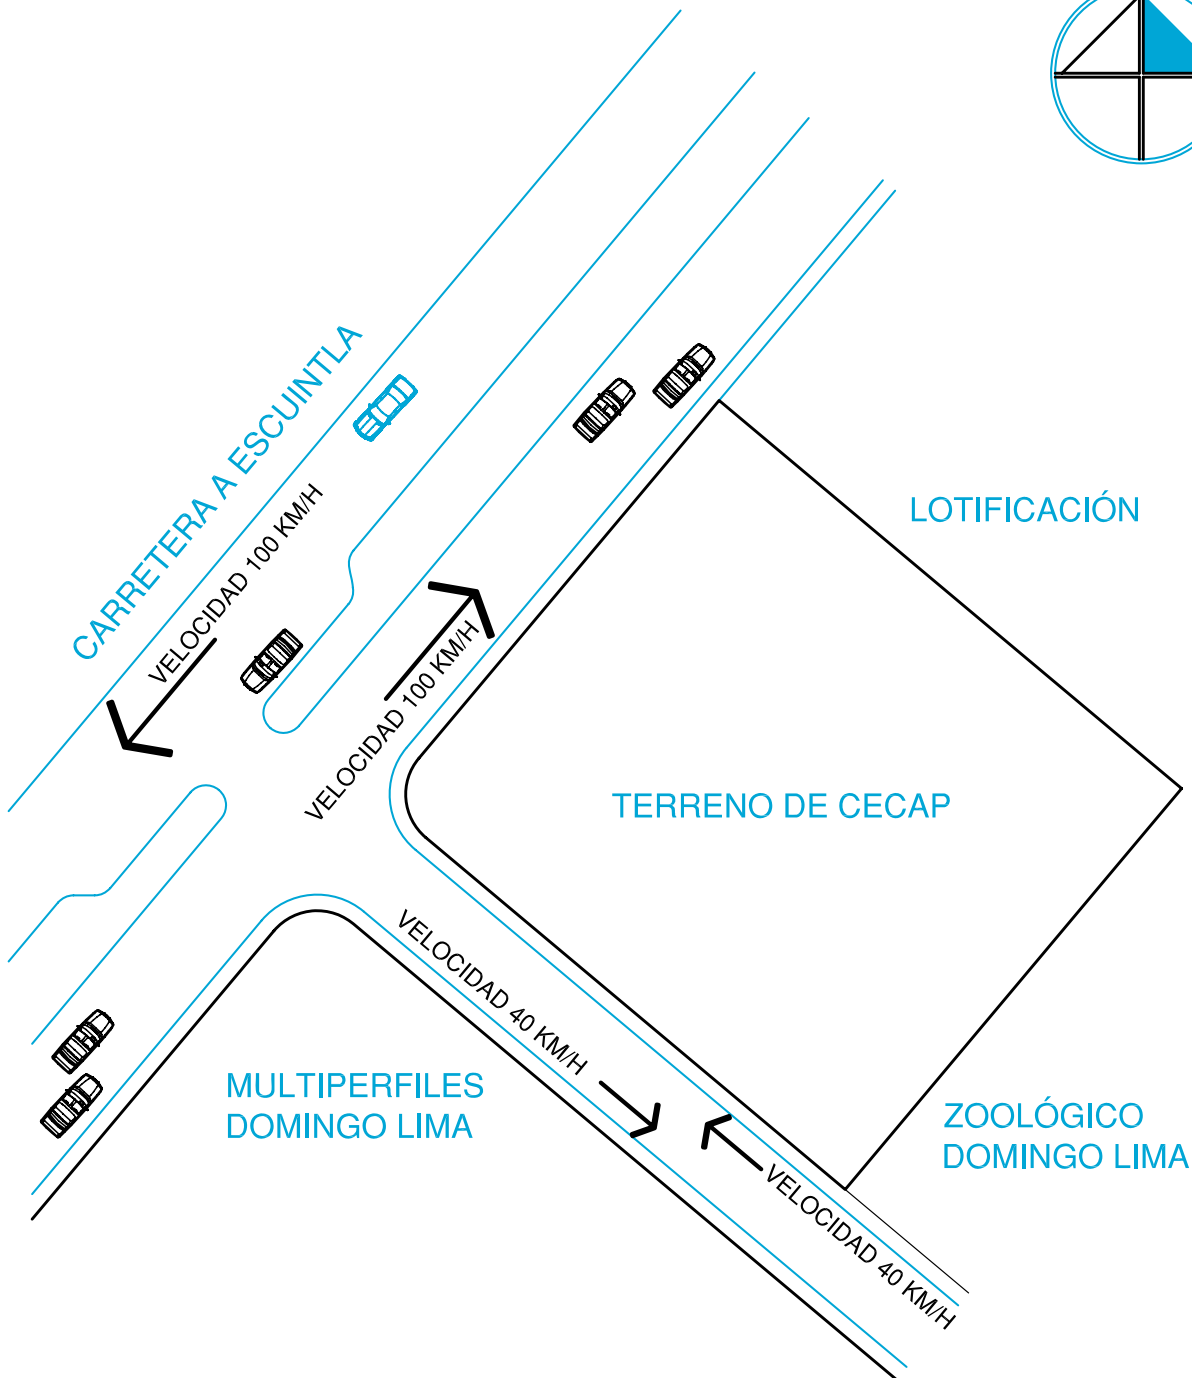 CARRETERA A ESCUINTLA
VELOCIDAD 100 KM/H
VELOCIDAD 100 KM/H
LOTIFICACIÓN
TERRENO DE CECAP
VELOCIDAD 40 KM/H
MULTIPERFILES
DOMINGO LIMA
ZOOLÓGICO
DOMINGO LIMA
VELOCIDAD 40 KM/H